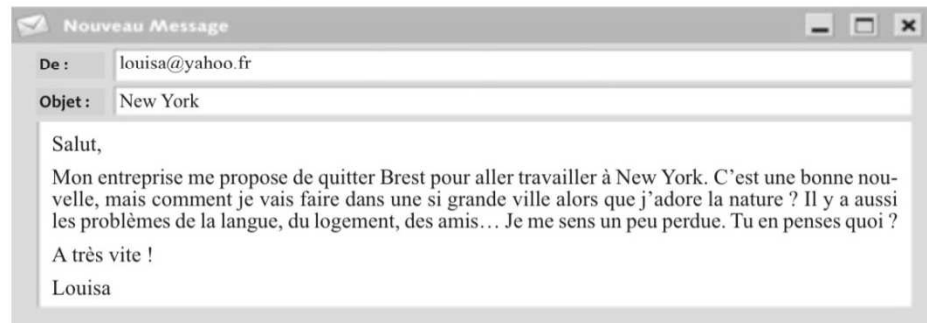 Nouveau Message
De :
louisa@yahoo.fr
Objet :
New York
Salut,
Mon entreprise me propose de quitter Brest pour aller travailler à New York. C’est une bonne nou-
velle, mais comment je vais faire dans une si grande ville alors que j’adore la nature ? Il y a aussi
les problèmes de la langue, du logement, des amis… Je me sens un peu perdue. Tu en penses quoi ?
A très vite !
Louisa